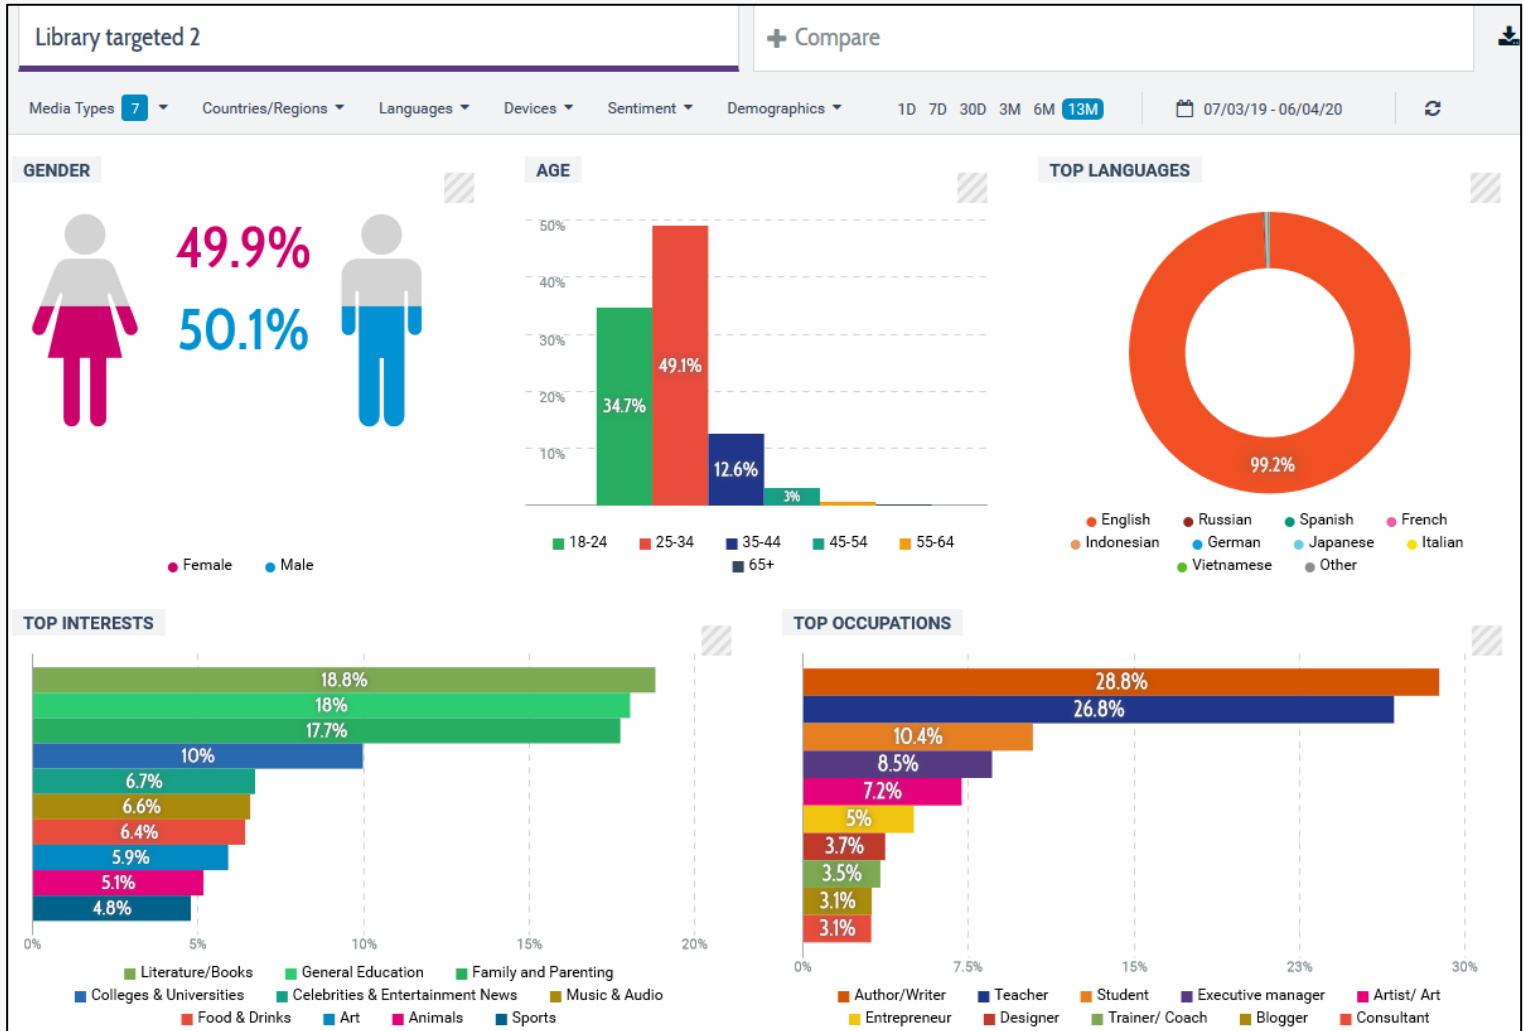 Library targeted 2
Compare
Media Types 7 Countries/Regions Languages Devices Sentiment Demographics 1D 7D 30D 3M 6M 13M 07/03/19 - 06/04/20
GENDER
49.9%
50.1%
Female Male
AGE
50%
40%
30%
20%
10%
34.7%
49.1%
12.6%
3%
18-24 25-34 35-44 45-54 55-64
65+
TOP LANGUAGES
99.2%
English Russian Spanish French
Indonesian German Japanese Italian
Vietnamese Other
TOP INTERESTS
18.8%
18%
17.7%
10%
6.7%
6.6%
6.4%
5.9%
5.1%
4.8%
0% 5% 10% 15% 20%
Literature/Books General Education Family and Parenting
Colleges & Universities Celebrities & Entertainment News Music & Audio
Food & Drinks Art Animals Sports
TOP OCCUPATIONS
28.8%
26.8%
10.4%
8.5%
7.2%
5%
3.7%
3.5%
3.1%
3.1%
0% 7.5% 15% 23% 30%
Author/Writer Teacher Student Executive manager Artist/ Art
Entrepreneur Designer Trainer/ Coach Blogger Consultant